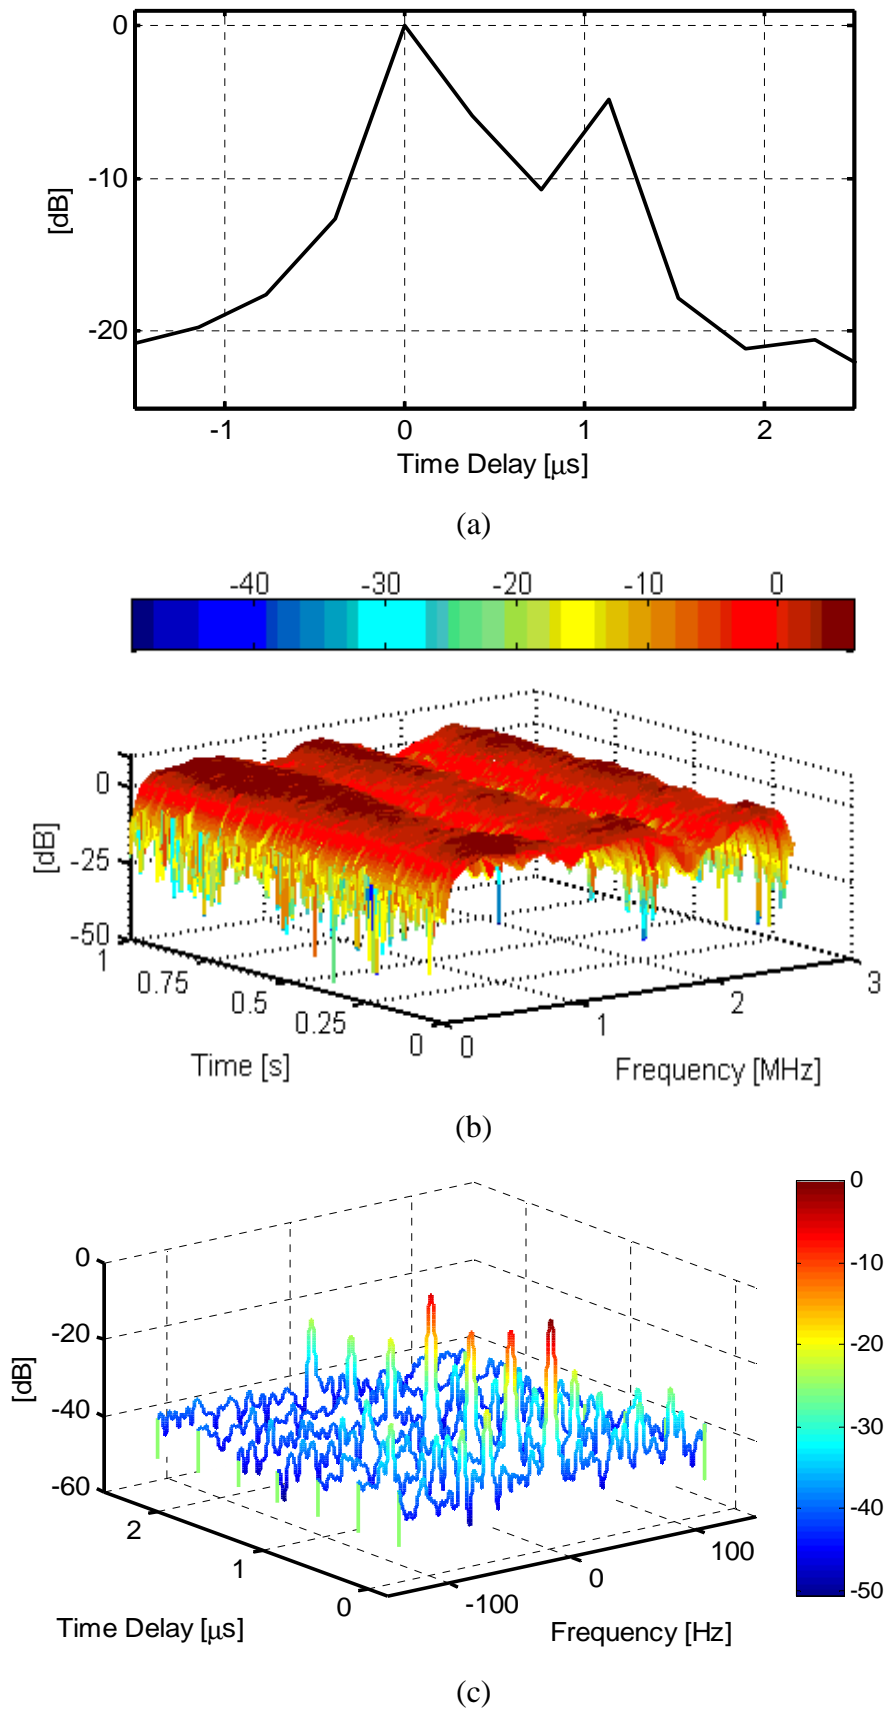 0
-10
-20
[dB]
-1 0 1 2
Time Delay [μs]
(a)
-40 -30 -20 -10 0
0
-25
-50
[dB]
1 0.75 0.5 0.25 0
0 1 2 3
Time [s]
Frequency [MHz]
(b)
0
-20
-40
-60
[dB]
2 1 0
-100 0 100
Time Delay [μs]
Frequency [Hz]
0
-10
-20
-30
-40
-50
(c)